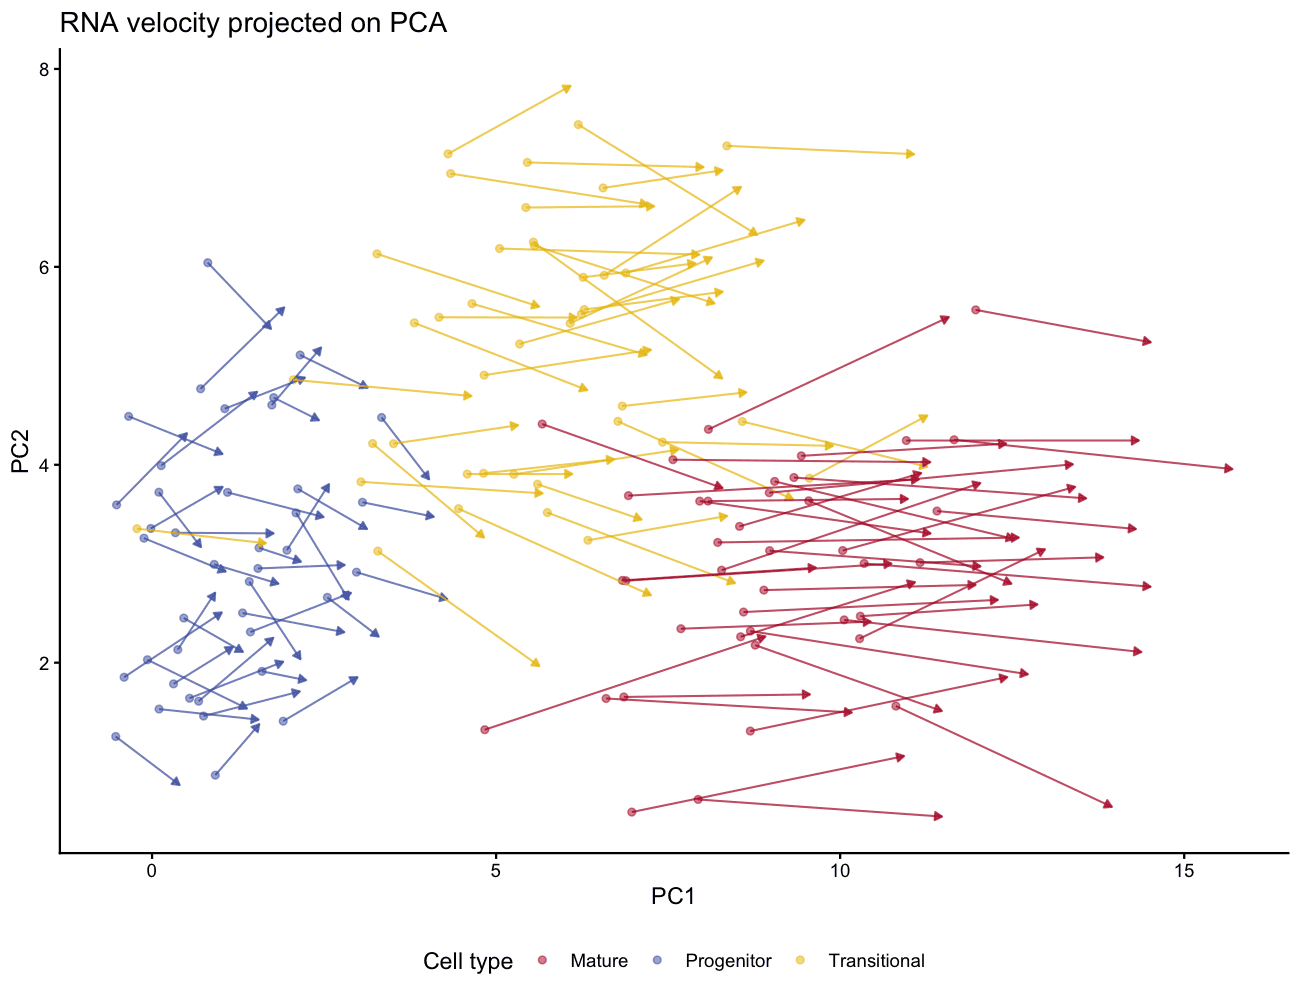 RNA velocity projected on PCA
8
6
4
2
PC2
0 5 10 15
PC1
Cell type Mature Progenitor Transitional